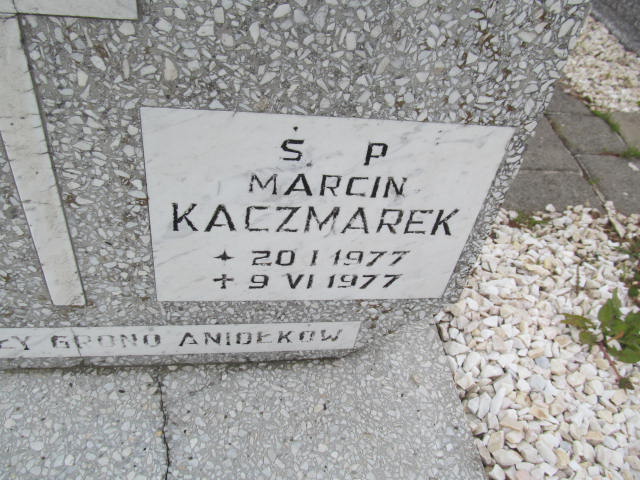 Ś P
MARCIN
KACZMAREK
★ 20 I 1977
✝ 9 VI 1977
GRONO ANIOŁKÓW